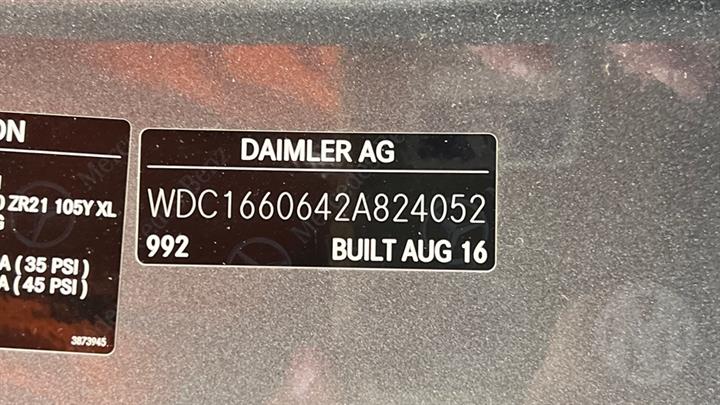 ON
ZR21 105Y XL
G
A ( 35 PSI )
A ( 45 PSI )
3873945
DAIMLER AG
WDC1660642A824052
992 BUILT AUG 16